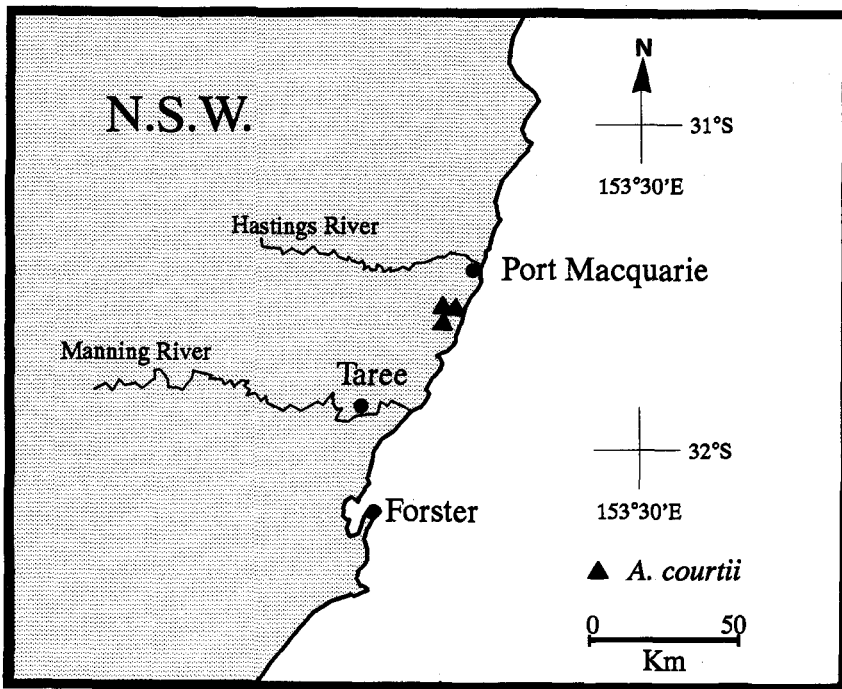 N.S.W.
N
31°S
153°30'E
Hastings River
Port Macquarie
Manning River
Taree
32°S
153°30'E
Forster
A. courtii
0 50
Km